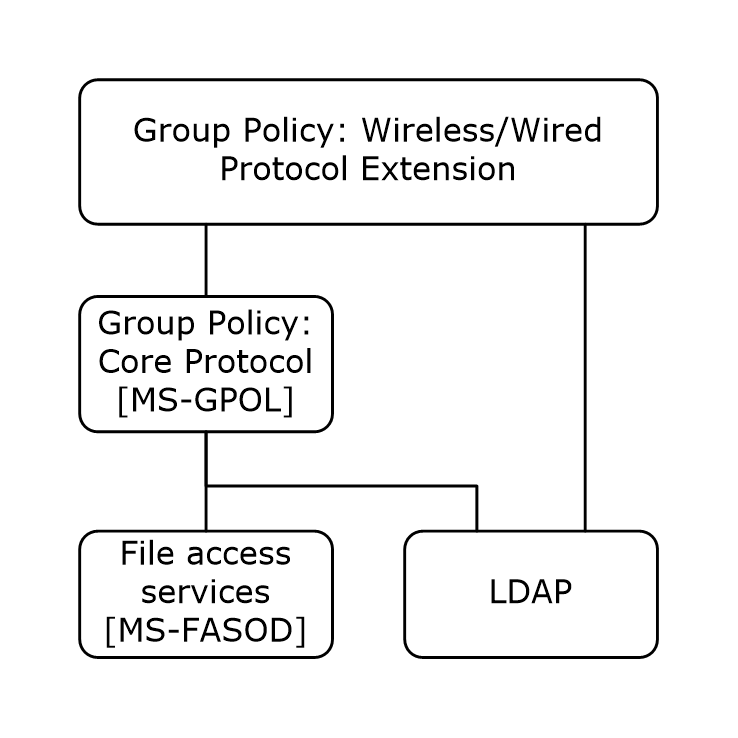 Group Policy: Wireless/Wired
Protocol Extension
Group Policy:
Core Protocol
[MS-GPOL]
File access
services
[MS-FASOD]
LDAP